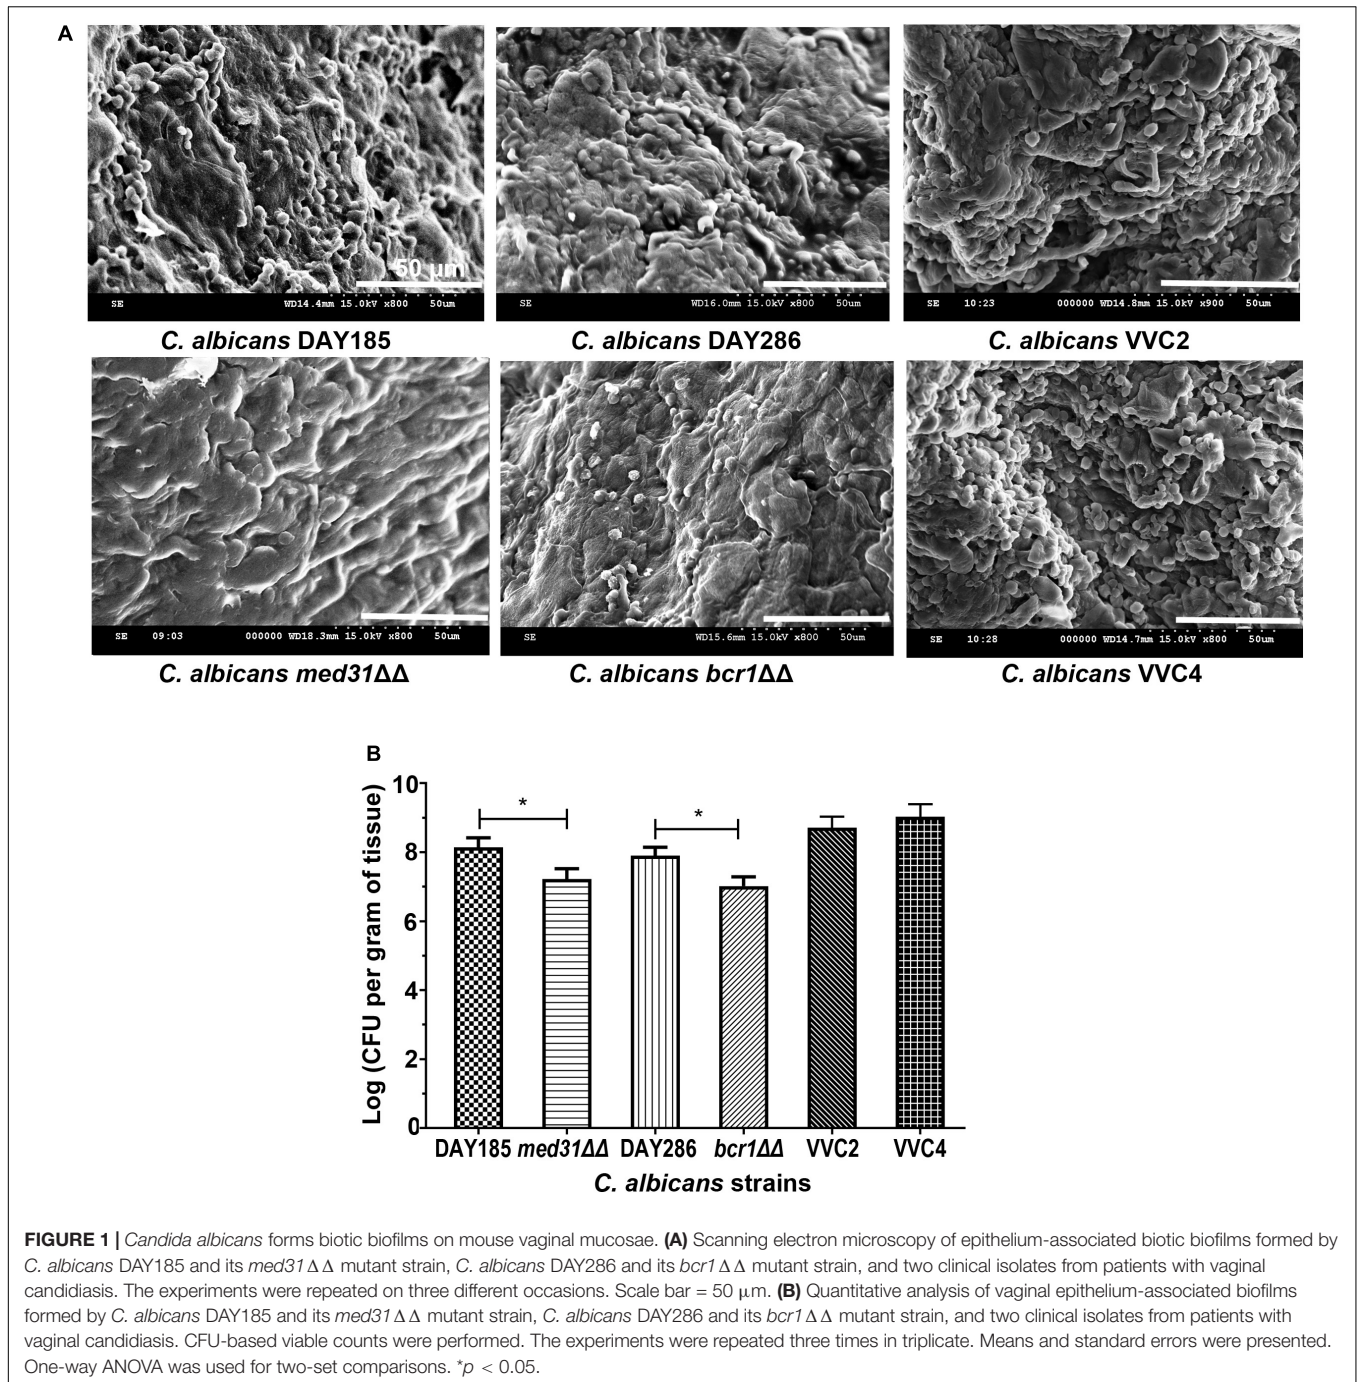 A
50 μm
SE WD14.4mm 15.0kV x800 50um
SE WD16.0mm 15.0kV x800 50um
SE 10:23 000000 WD14.8mm 15.0kV x900 50um
C. albicans DAY185
C. albicans DAY286
C. albicans VVC2
SE 09:03 000000 WD18.3mm 15.0kV x800 50um
SE WD15.6mm 15.0kV x800 50um
SE 10:28 000000 WD14.7mm 15.0kV x800 50um
C. albicans med31ΔΔ
C. albicans bcr1ΔΔ
C. albicans VVC4
B
Log (CFU per gram of tissue)
10
8
6
4
2
0
*
*
DAY185 med31ΔΔ DAY286 bcr1ΔΔ VVC2 VVC4
C. albicans strains
FIGURE 1 | Candida albicans forms biotic biofilms on mouse vaginal mucosae. (A) Scanning electron microscopy of epithelium-associated biotic biofilms formed by
C. albicans DAY185 and its med31ΔΔ mutant strain, C. albicans DAY286 and its bcr1ΔΔ mutant strain, and two clinical isolates from patients with vaginal
candidiasis. The experiments were repeated on three different occasions. Scale bar = 50 μm. (B) Quantitative analysis of vaginal epithelium-associated biofilms
formed by C. albicans DAY185 and its med31ΔΔ mutant strain, C. albicans DAY286 and its bcr1ΔΔ mutant strain, and two clinical isolates from patients with
vaginal candidiasis. CFU-based viable counts were performed. The experiments were repeated three times in triplicate. Means and standard errors were presented.
One-way ANOVA was used for two-set comparisons. *p < 0.05.